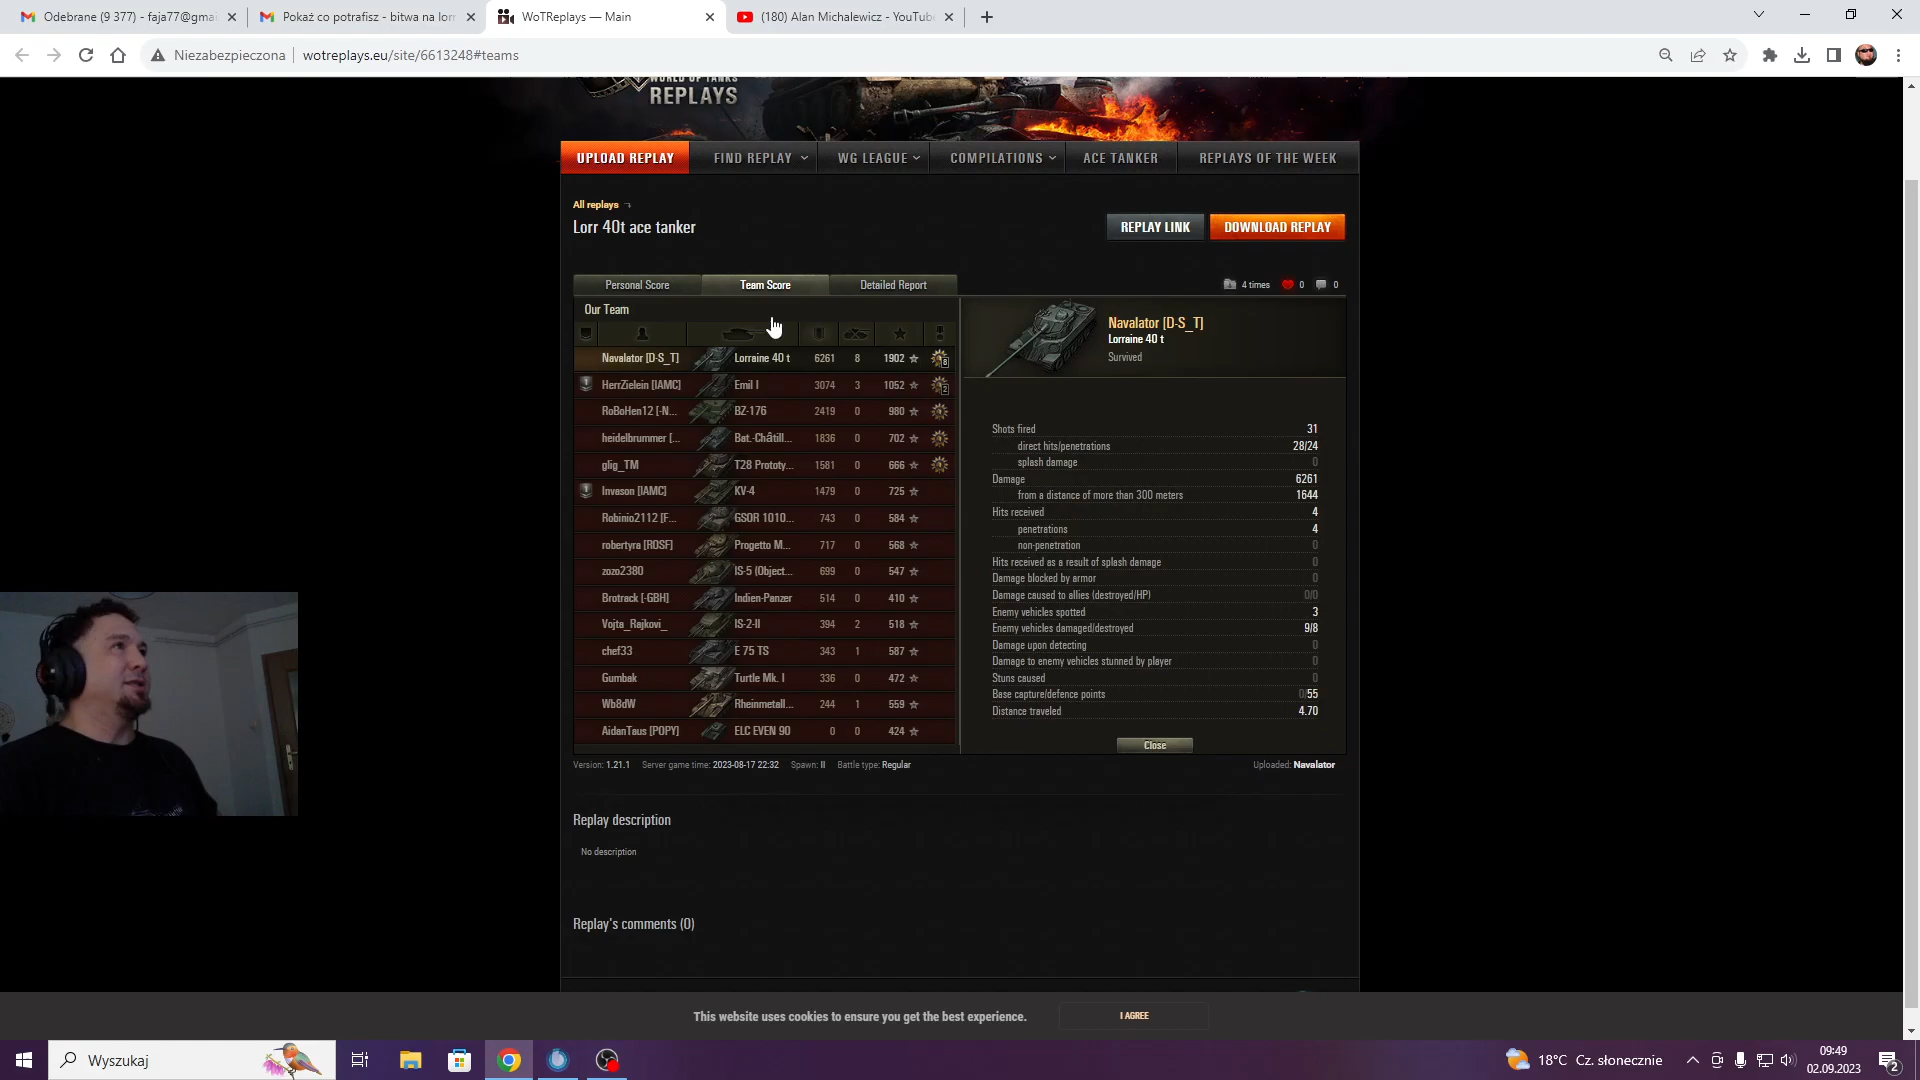 Odebrane (9 377) - faja77@gmai
Pokaż co potrafisz - bitwa na lorr
WoTReplays — Main
(180) Alan Michalewicz - YouTube
Niezabezpieczona
wotreplays.eu/site/6613248#teams
WORLD OF TANKS
REPLAYS
UPLOAD REPLAY
FIND REPLAY
WG LEAGUE
COMPILATIONS
ACE TANKER
REPLAYS OF THE WEEK
All replays
Lorr 40t ace tanker
REPLAY LINK
DOWNLOAD REPLAY
Personal Score
Team Score
Detailed Report
4 times
0
0
Our Team
Navalator [D-S_T] Lorraine 40 t 6261 8 1902
HerrZielein [IAMC] Emil I 3074 3 1052
RoBoHen12 [-N... BZ-176 2419 0 980
heidelbrummer [... Bat.-Châtill... 1836 0 702
glig_TM T28 Prototy... 1581 0 666
Invason [IAMC] KV-4 1479 0 725
Robinio2112 [F... GSOR 1010... 743 0 584
robertyra [ROSF] Progetto M... 717 0 568
zozo2380 IS-5 (Object... 699 0 547
Brotrack [-GBH] Indien-Panzer 514 0 410
Vojta_Rajkovi_ IS-2-II 394 2 518
chef33 E 75 TS 343 1 587
Gumbak Turtle Mk. I 336 0 472
Wb8dW Rheinmetall... 244 1 559
AidanTaus [POPY] ELC EVEN 90 0 0 424
Navalator [D-S_T]
Lorraine 40 t
Survived
Shots fired 31
direct hits/penetrations 28/24
splash damage 0
Damage 6261
from a distance of more than 300 meters 1644
Hits received 4
penetrations 4
non-penetration 0
Hits received as a result of splash damage 0
Damage blocked by armor 0
Damage caused to allies (destroyed/HP) 0/0
Enemy vehicles spotted 3
Enemy vehicles damaged/destroyed 9/8
Damage upon detecting 0
Damage to enemy vehicles stunned by player 0
Stuns caused 0
Base capture/defence points 0/55
Distance traveled 4.70
Close
Version: 1.21.1 Server game time: 2023-08-17 22:32 Spawn: II Battle type: Regular
Uploaded: Navalator
Replay description
No description
Replay's comments (0)
This website uses cookies to ensure you get the best experience.
I AGREE
Wyszukaj
18°C Cz. słonecznie
09:49
02.09.2023
2